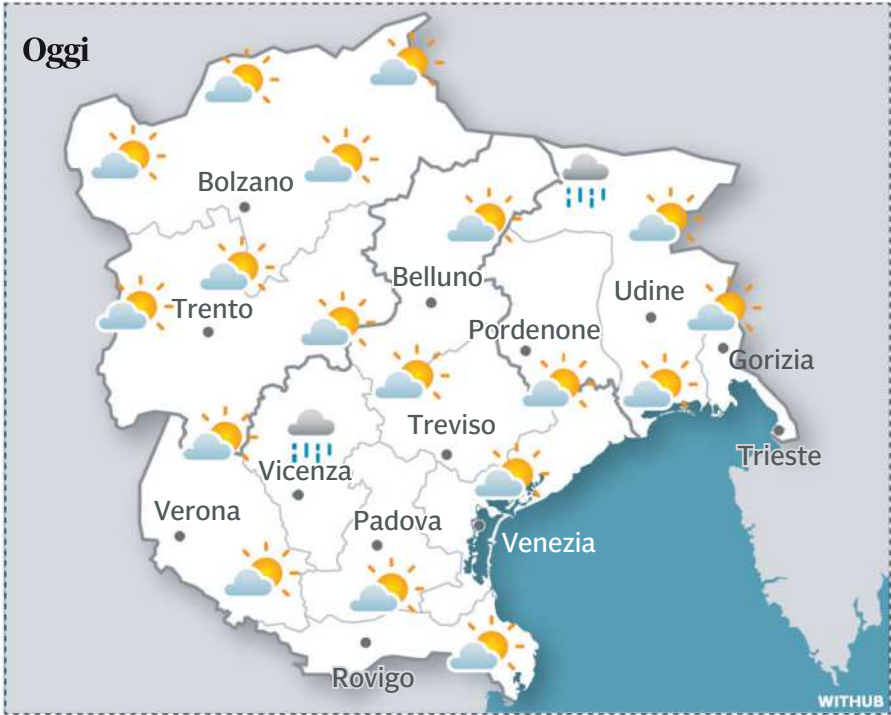 Oggi
Bolzano
Belluno
Trento
Udine
Pordenone
Gorizia
Treviso
Trieste
Vicenza
Verona
Padova
Venezia
Rovigo
WITHUB